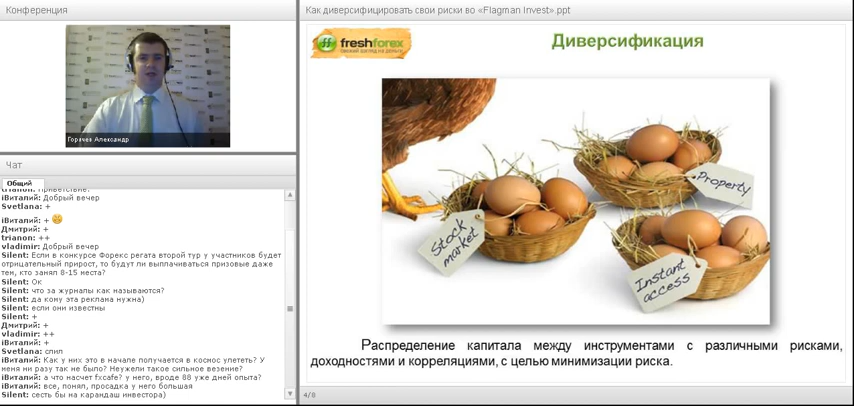 Конференция
Горачев Александр
Чат
Общий
trianon: приветствие.
iВиталий: Добрый вечер
Svetlana: +
iВиталий: +
Дмитрий: +
trianon: ++
vladimir: Добрый вечер
Silent: Если в конкурсе Форекс регата второй тур у участников будет
отрицательный прирост, то будут ли выплачиваться призовые даже
тем, кто занял 8-15 места?
Silent: Ок
Silent: что за журналы как называются?
Silent: да кому эта реклана нужна)
Silent: если они известны
Silent: +
Дмитрий: +
vladimir: ++
iВиталий: +
Svetlana: слил
iВиталий: Как у них это в начале получается в космос улететь? У
меня ни разу так не было? Неужели такое сильное везение?
iВиталий: а что насчет fxcafe? у него, вроде 88 уже дней опыта?
iВиталий: все, понял, просадка у него большая
Silent: сесть бы на карандаш инвестора)
Как диверсифицировать свои риски во «Flagman Invest».ppt
freshforex
Диверсификация
Stock
market
Property
Instant
access
Распределение капитала между инструментами с различными рисками,
доходностями и корреляциями, с целью минимизации риска.
4/8